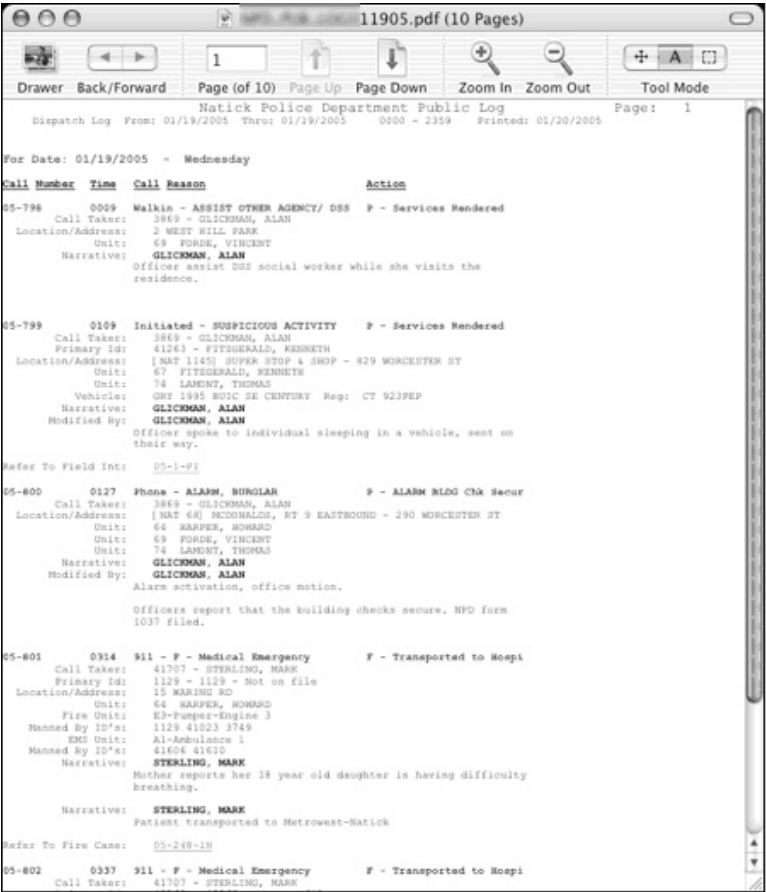 11905.pdf (10 Pages)
1
Drawer Back/Forward Page (of 10) Page Up Page Down Zoom In Zoom Out Tool Mode
A
Natick Police Department Public Log Page: 1
Dispatch Log From: 01/19/2005 Thru: 01/19/2005 0000 - 2359 Printed: 01/20/2005
For Date: 01/19/2005 - Wednesday
Call Number Time Call Reason Action
05-798 0009 Walkin - ASSIST OTHER AGENCY/ DSS P - Services Rendered
Call Taker: 3869 - GLICKMAN, ALAN
Location/Address: 2 WEST HILL PARK
Unit: 69 FORDE, VINCENT
Narrative: GLICKMAN, ALAN
Officer assist DSS social worker while she visits the
residence.
05-799 0109 Initiated - SUSPICIOUS ACTIVITY P - Services Rendered
Call Taker: 3869 - GLICKMAN, ALAN
Primary Id: 41263 - FITZGERALD, KENNETH
Location/Address: [NAT 1145] SUPER STOP & SHOP - 829 WORCESTER ST
Unit: 67 FITZGERALD, KENNETH
Unit: 74 LAMONT, THOMAS
Vehicle: GRY 1995 BUIC SE CENTURY Reg: CT 923PEP
Narrative: GLICKMAN, ALAN
Modified By: GLICKMAN, ALAN
Officer spoke to individual sleeping in a vehicle, sent on
their way.
Refer To Field Int: 05-1-FI
05-800 0127 Phone - ALARM, BURGLAR P - ALARM BLDG Chk Secur
Call Taker: 3869 - GLICKMAN, ALAN
Location/Address: [NAT 68] MCDONALDS, RT 9 EASTBOUND - 290 WORCESTER ST
Unit: 64 HARPER, HOWARD
Unit: 69 FORDE, VINCENT
Unit: 74 LAMONT, THOMAS
Narrative: GLICKMAN, ALAN
Modified By: GLICKMAN, ALAN
Alarm activation, office motion.
Officers report that the building checks secure. NPD form
1037 filed.
05-801 0314 911 - F - Medical Emergency F - Transported to Hospi
Call Taker: 41707 - STERLING, MARK
Primary Id: 1129 - 1129 - Not on file
Location/Address: 15 WARING RD
Unit: 64 HARPER, HOWARD
Fire Unit: E3-Pumper-Engine 3
Manned By ID's: 1129 41023 3749
EMS Unit: A1-Ambulance 1
Manned By ID's: 41606 41610
Narrative: STERLING, MARK
Mother reports her 18 year old daughter is having difficulty
breathing.
Narrative: STERLING, MARK
Patient transported to Metrowest-Natick
Refer To Fire Case: 05-248-IN
05-802 0337 911 - F - Medical Emergency F - Transported to Hospi
Call Taker: 41707 - STERLING, MARK